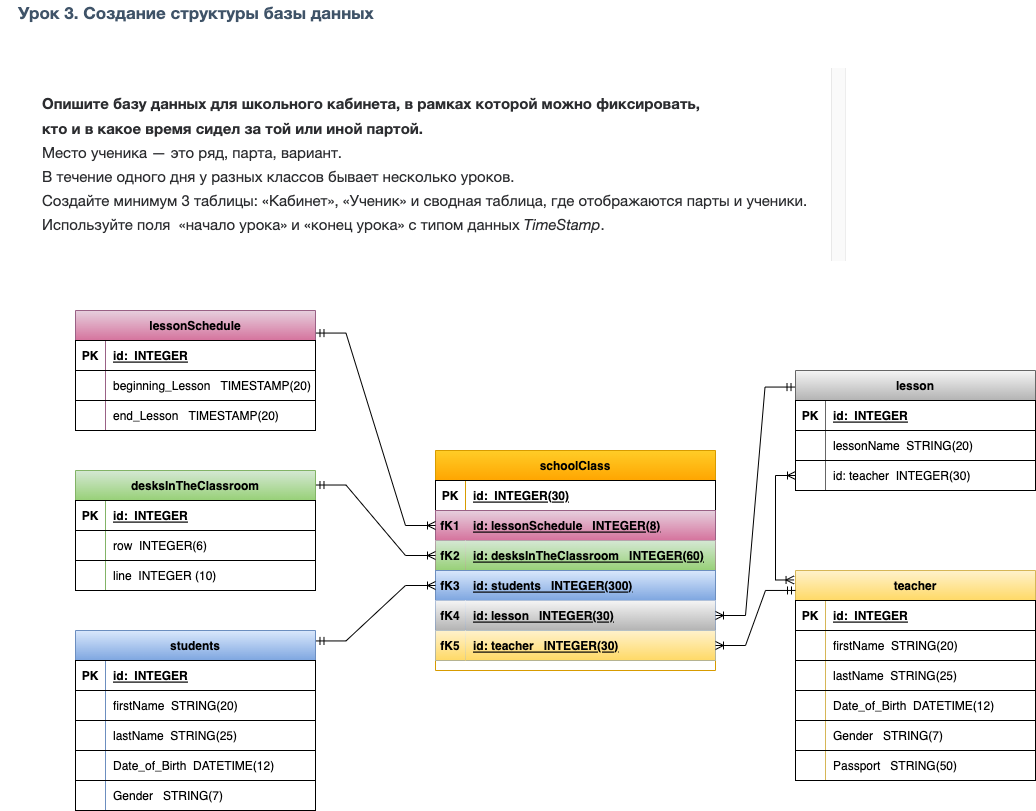 Урок 3. Создание структуры базы данных
Опишите базу данных для школьного кабинета, в рамках которой можно фиксировать,
кто и в какое время сидел за той или иной партой.
Место ученика — это ряд, парта, вариант.
В течение одного дня у разных классов бывает несколько уроков.
Создайте минимум 3 таблицы: «Кабинет», «Ученик» и сводная таблица, где отображаются парты и ученики.
Используйте поля «начало урока» и «конец урока» с типом данных TimeStamp.
lessonSchedule
PK id: INTEGER
beginning_Lesson TIMESTAMP(20)
end_Lesson TIMESTAMP(20)
desksInTheClassroom
PK id: INTEGER
row INTEGER(6)
line INTEGER (10)
students
PK id: INTEGER
firstName STRING(20)
lastName STRING(25)
Date_of_Birth DATETIME(12)
Gender STRING(7)
schoolClass
PK id: INTEGER(30)
fK1 id: lessonSchedule INTEGER(8)
fK2 id: desksInTheClassroom INTEGER(60)
fK3 id: students INTEGER(300)
fK4 id: lesson INTEGER(30)
fK5 id: teacher INTEGER(30)
lesson
PK id: INTEGER
lessonName STRING(20)
id: teacher INTEGER(30)
teacher
PK id: INTEGER
firstName STRING(20)
lastName STRING(25)
Date_of_Birth DATETIME(12)
Gender STRING(7)
Passport STRING(50)